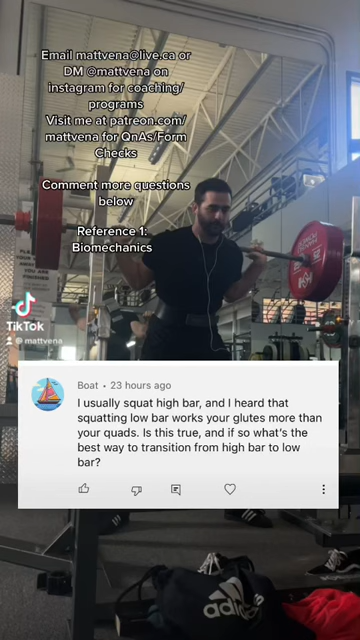 Email mattvena@live.ca or
DM @mattvena on
instagram for coaching/
programs
Visit me at patreon.com/
mattvena for QnAs/Form
Checks
Comment more questions
below
Reference 1:
Biomechanics
TikTok
@ mattvena
Boat • 23 hours ago
I usually squat high bar, and I heard that
squatting low bar works your glutes more than
your quads. Is this true, and if so what's the
best way to transition from high bar to low
bar?
adidas